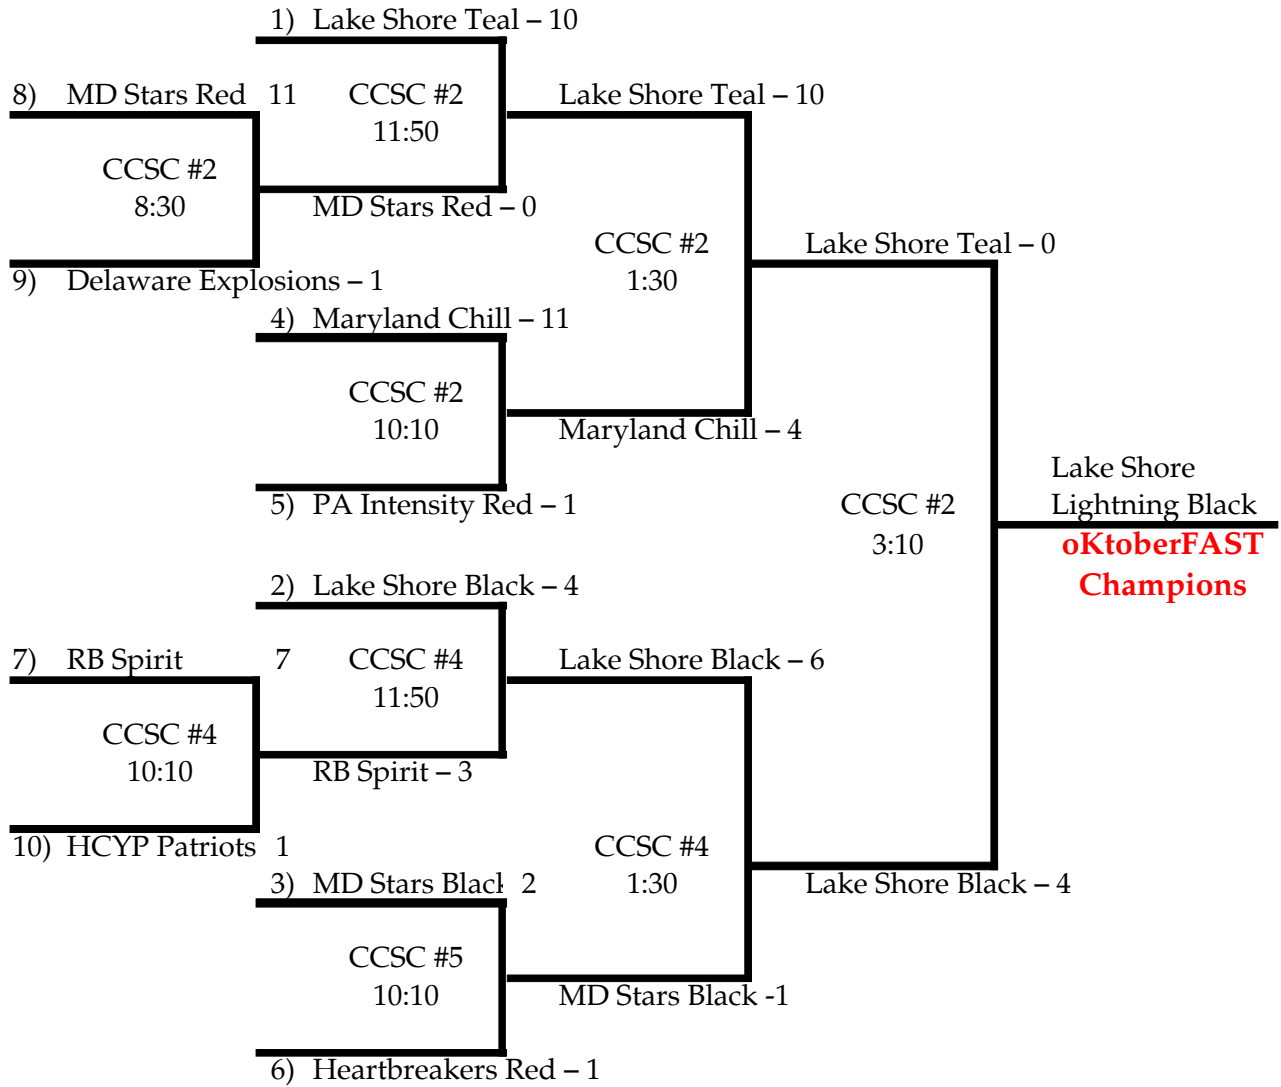 1) Lake Shore Teal – 10
8) MD Stars Red 11
CCSC #2
11:50
Lake Shore Teal – 10
CCSC #2
8:30
MD Stars Red – 0
CCSC #2
1:30
Lake Shore Teal – 0
9) Delaware Explosions – 1
4) Maryland Chill – 11
CCSC #2
10:10
Maryland Chill – 4
Lake Shore
Lightning Black
5) PA Intensity Red – 1
CCSC #2
3:10
oKtoberFAST
Champions
2) Lake Shore Black – 4
7) RB Spirit 7
CCSC #4
11:50
Lake Shore Black – 6
CCSC #4
10:10
RB Spirit – 3
10) HCYP Patriots 1
CCSC #4
1:30
3) MD Stars Black 2
Lake Shore Black – 4
CCSC #5
10:10
MD Stars Black -1
6) Heartbreakers Red – 1